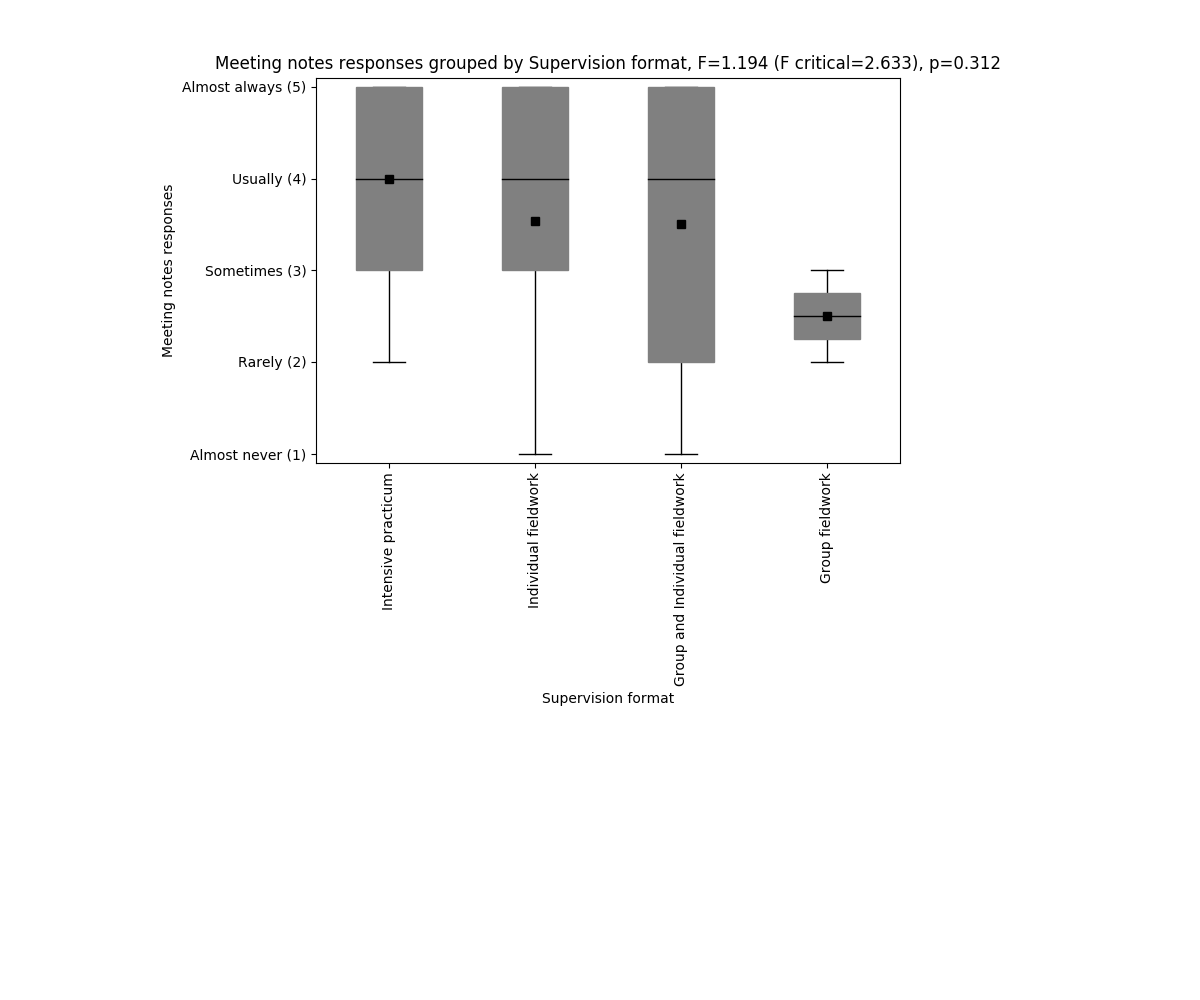 Meeting notes responses grouped by Supervision format, F=1.194 (F critical=2.633), p=0.312
Almost always (5)
Usually (4)
Sometimes (3)
Rarely (2)
Almost never (1)
Meeting notes responses
Intensive practicum
Individual fieldwork
Group and Individual fieldwork
Group fieldwork
Supervision format